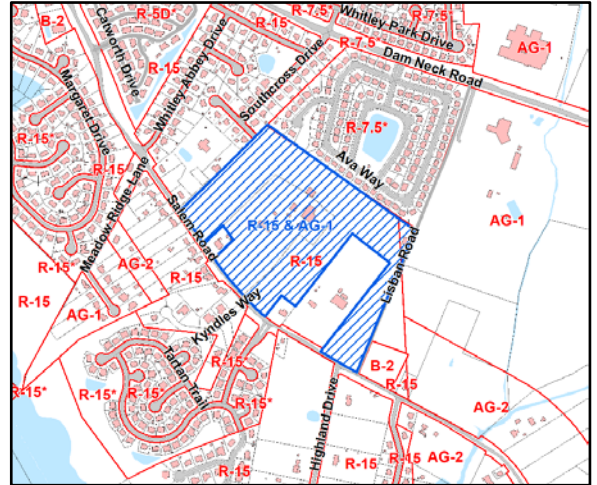 B-2
R-5D*
R-15
R-7.5*
Whitley Park Drive
R-7.5
AG-1
Catworth Drive
Whitley Abbey Drive
Southcross Drive
R-7.5*
Dam Neck Road
Margaret Drive
R-15
R-7.5*
R-15*
R-15
Ava Way
AG-1
Meadow Ridge Lane
Salem Road
R-15 & AG-1
R-15
Lisban Road
R-15*
AG-2
R-15
AG-1
Kyndles Way
R-15*
R-15*
R-15*
R-15*
Tartan Trail
R-15*
B-2
R-15
AG-2
Highland Drive
R-15
R-15
AG-2